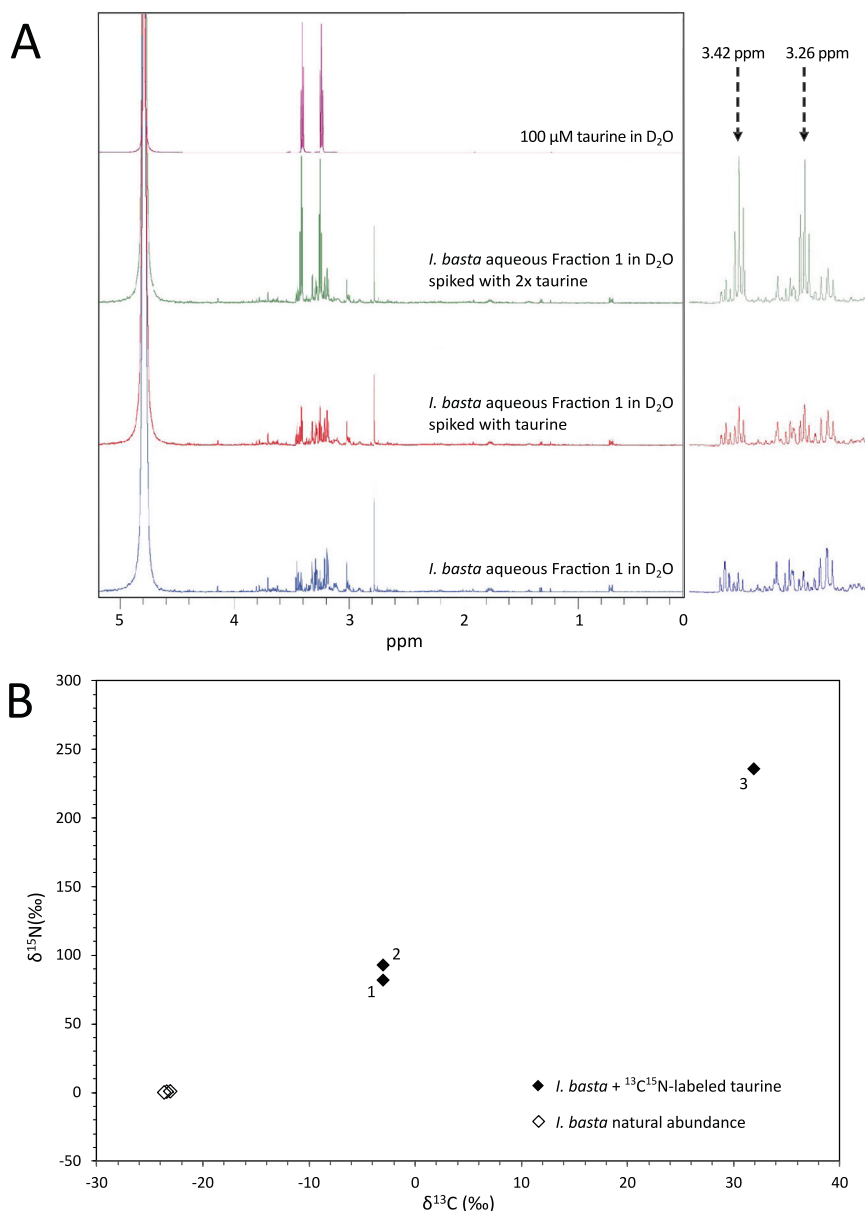 A
3.42 ppm
3.26 ppm
100 µM taurine in D₂O
I. basta aqueous Fraction 1 in D₂O
spiked with 2x taurine
I. basta aqueous Fraction 1 in D₂O
spiked with taurine
I. basta aqueous Fraction 1 in D₂O
5 4 3 2 1 0
ppm
B
300
250
200
150
100
50
0
-50
δ¹⁵N(‰)
3
2
1
I. basta + ¹³C¹⁵N-labeled taurine
I. basta natural abundance
-30 -20 -10 0 10 20 30 40
δ¹³C (‰)